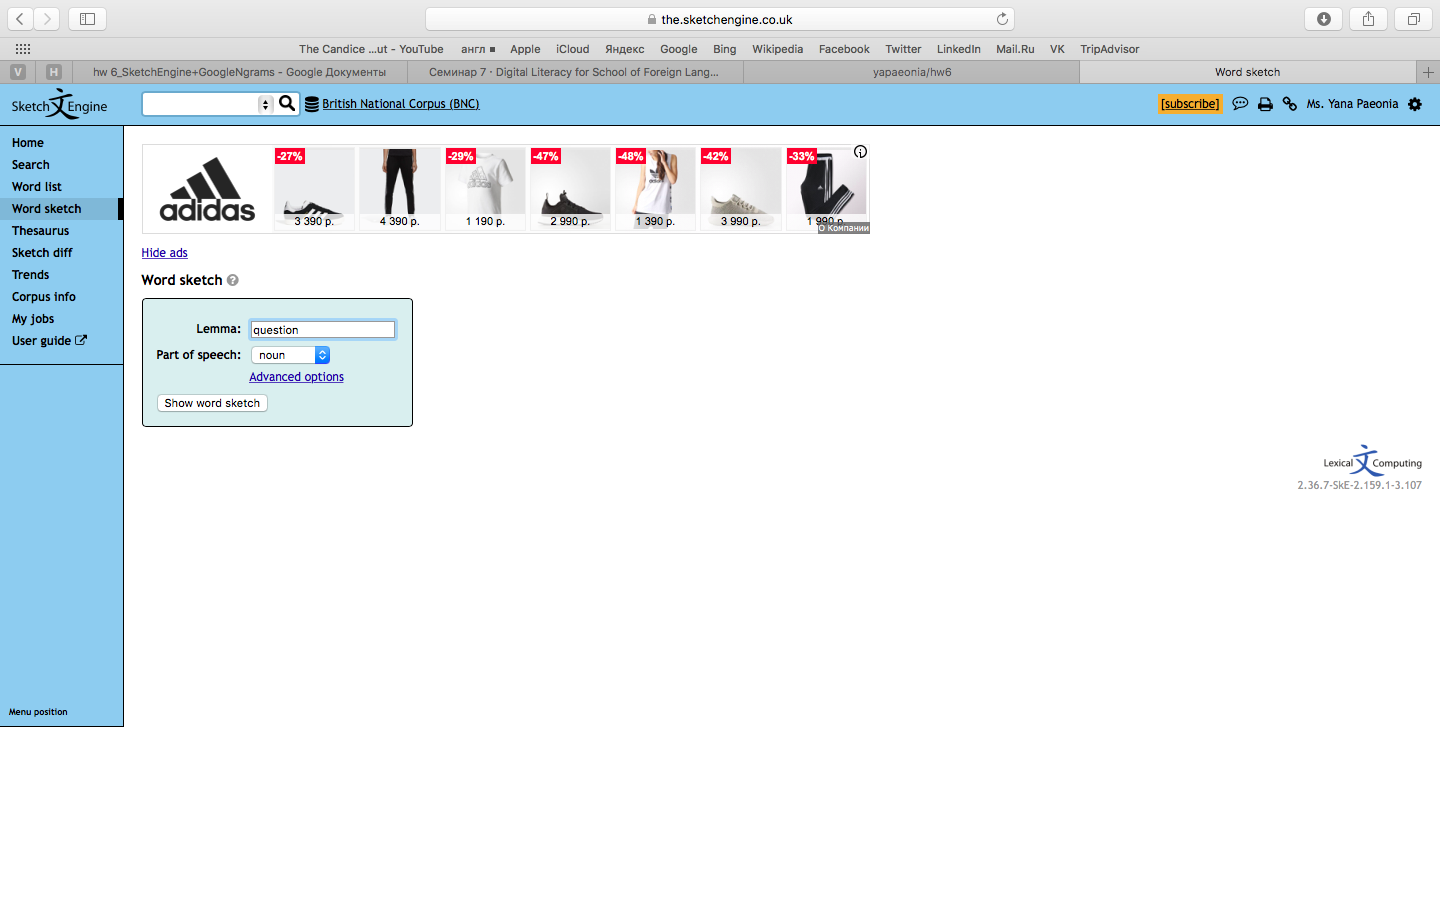 the.sketchengine.co.uk
The Candice ...ut - YouTube англ Apple iCloud Яндекс Google Bing Wikipedia Facebook Twitter LinkedIn Mail.Ru VK TripAdvisor
V H hw 6_SketchEngine+GoogleNgrams - Google Документы Семинар 7 · Digital Literacy for School of Foreign Lang... yapaeonia/hw6 Word sketch
Sketch 文 Engine British National Corpus (BNC) [subscribe] Ms. Yana Paeonia
Home
Search
Word list
Word sketch
Thesaurus
Sketch diff
Trends
Corpus info
My jobs
User guide
Menu position
adidas
-27% -29% -47% -48% -42% -33%
3 390 р. 4 390 р. 1 190 р. 2 990 р. 1 390 р. 3 990 р. 1 990 р.
О Компании
Hide ads
Word sketch ?
Lemma: question
Part of speech: noun
Advanced options
Show word sketch
Lexical 文 Computing
2.36.7-SkE-2.159.1-3.107